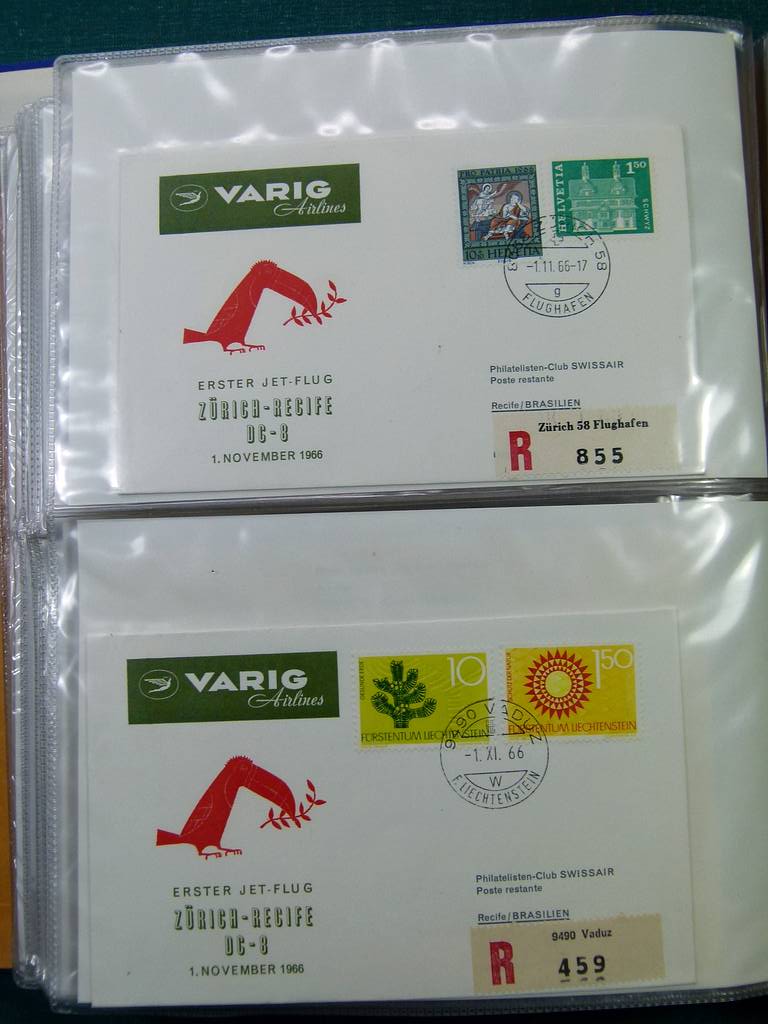 VARIG
Airlines
PRO PATRIA
HELVETIA
HELVETIA
1.50
SCHWYZ
58
-1.11.66-17
g
FLUGHAFEN
ERSTER JET-FLUG
ZÜRICH-RECIFE
DC-8
1. NOVEMBER 1966
Philatelisten-Club SWISSAIR
Poste restante
Recife/BRASILIEN
Zürich 58 Flughafen
R 855
VARIG
Airlines
10
FÜRSTENTUM LIECHTENSTEIN
1.50
FÜRSTENTUM LIECHTENSTEIN
9490 VADUZ
-1. XI. 66
W
F. LIECHTENSTEIN
ERSTER JET-FLUG
ZÜRICH-RECIFE
DC-8
1. NOVEMBER 1966
Philatelisten-Club SWISSAIR
Poste restante
Recife/BRASILIEN
9490 Vaduz
R 459